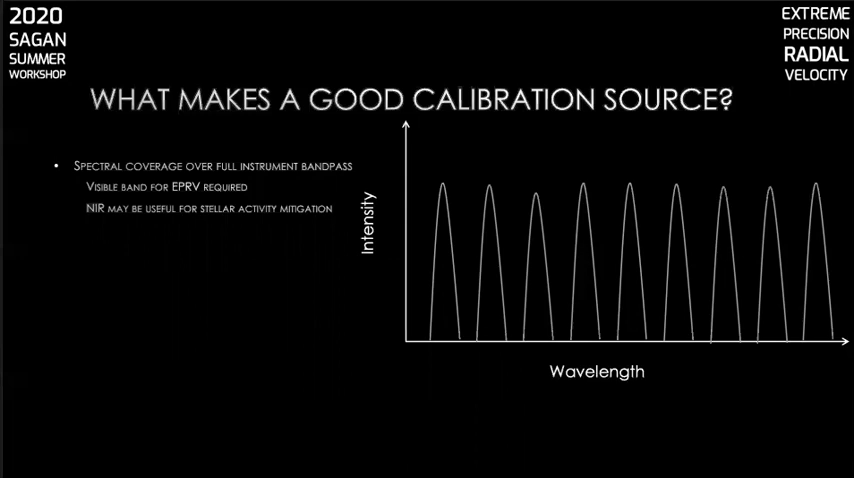 2020
SAGAN
SUMMER
WORKSHOP
EXTREME
PRECISION
RADIAL
VELOCITY
WHAT MAKES A GOOD CALIBRATION SOURCE?
• SPECTRAL COVERAGE OVER FULL INSTRUMENT BANDPASS
VISIBLE BAND FOR EPRV REQUIRED
NIR MAY BE USEFUL FOR STELLAR ACTIVITY MITIGATION
Intensity
Wavelength